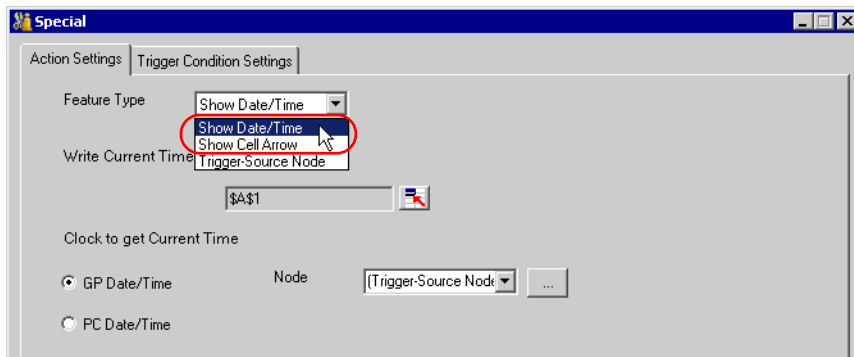 Special
Action Settings Trigger Condition Settings
Feature Type Show Date/Time
Show Date/Time
Show Cell Arrow
Write Current Time Trigger-Source Node
$A$1
Clock to get Current Time
GP Date/Time Node (Trigger-Source Node ...
PC Date/Time